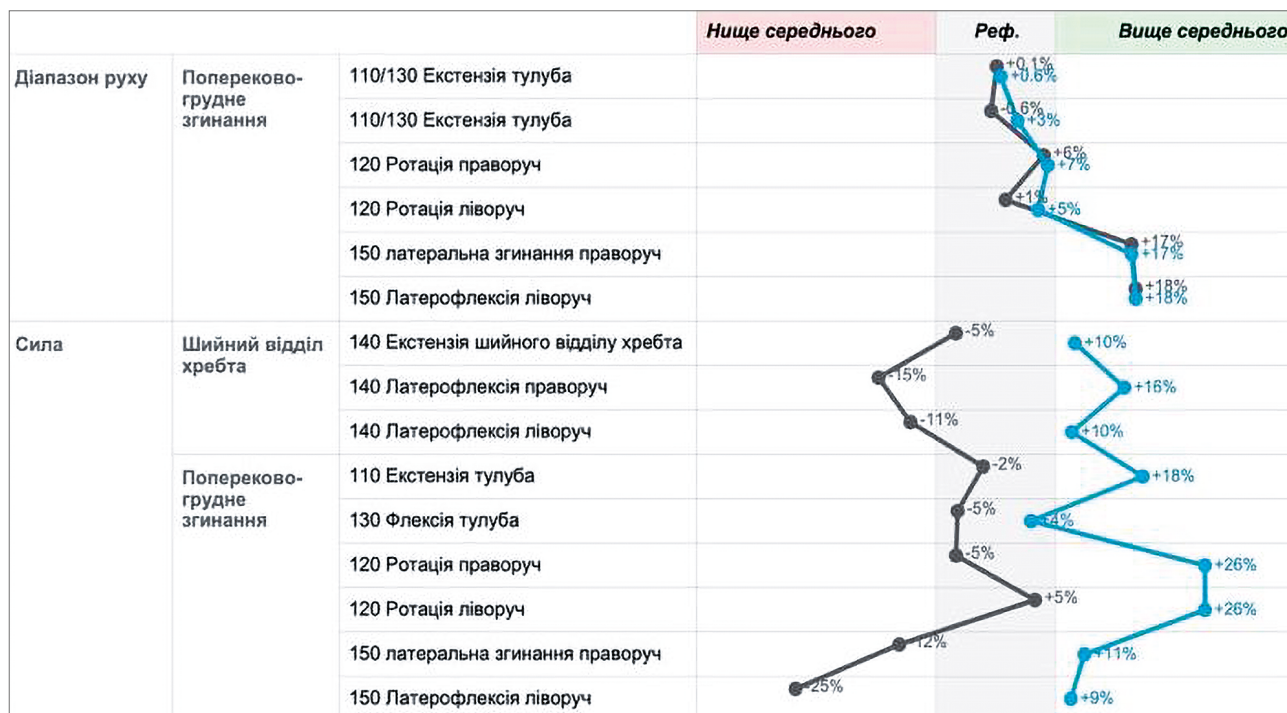 Нище середнього Реф. Вище середнього
Діапазон руху
Попереково-
грудне
згинання
110/130 Екстензія тулуба
+0.1%
+0.6%
110/130 Екстензія тулуба
-0.6%
+3%
120 Ротація праворуч
+6%
+7%
120 Ротація ліворуч
+1%
+5%
150 латеральна згинання праворуч
+17%
+17%
150 Латерофлексія ліворуч
+18%
+18%
Сила
Шийний відділ
хребта
140 Екстензія шийного відділу хребта
-5%
+10%
140 Латерофлексія праворуч
-15%
+16%
140 Латерофлексія ліворуч
-11%
+10%
Попереково-
грудне
згинання
110 Екстензія тулуба
-2%
+18%
130 Флексія тулуба
-5%
+4%
120 Ротація праворуч
-5%
+26%
120 Ротація ліворуч
+5%
+26%
150 латеральна згинання праворуч
-12%
+11%
150 Латерофлексія ліворуч
-25%
+9%